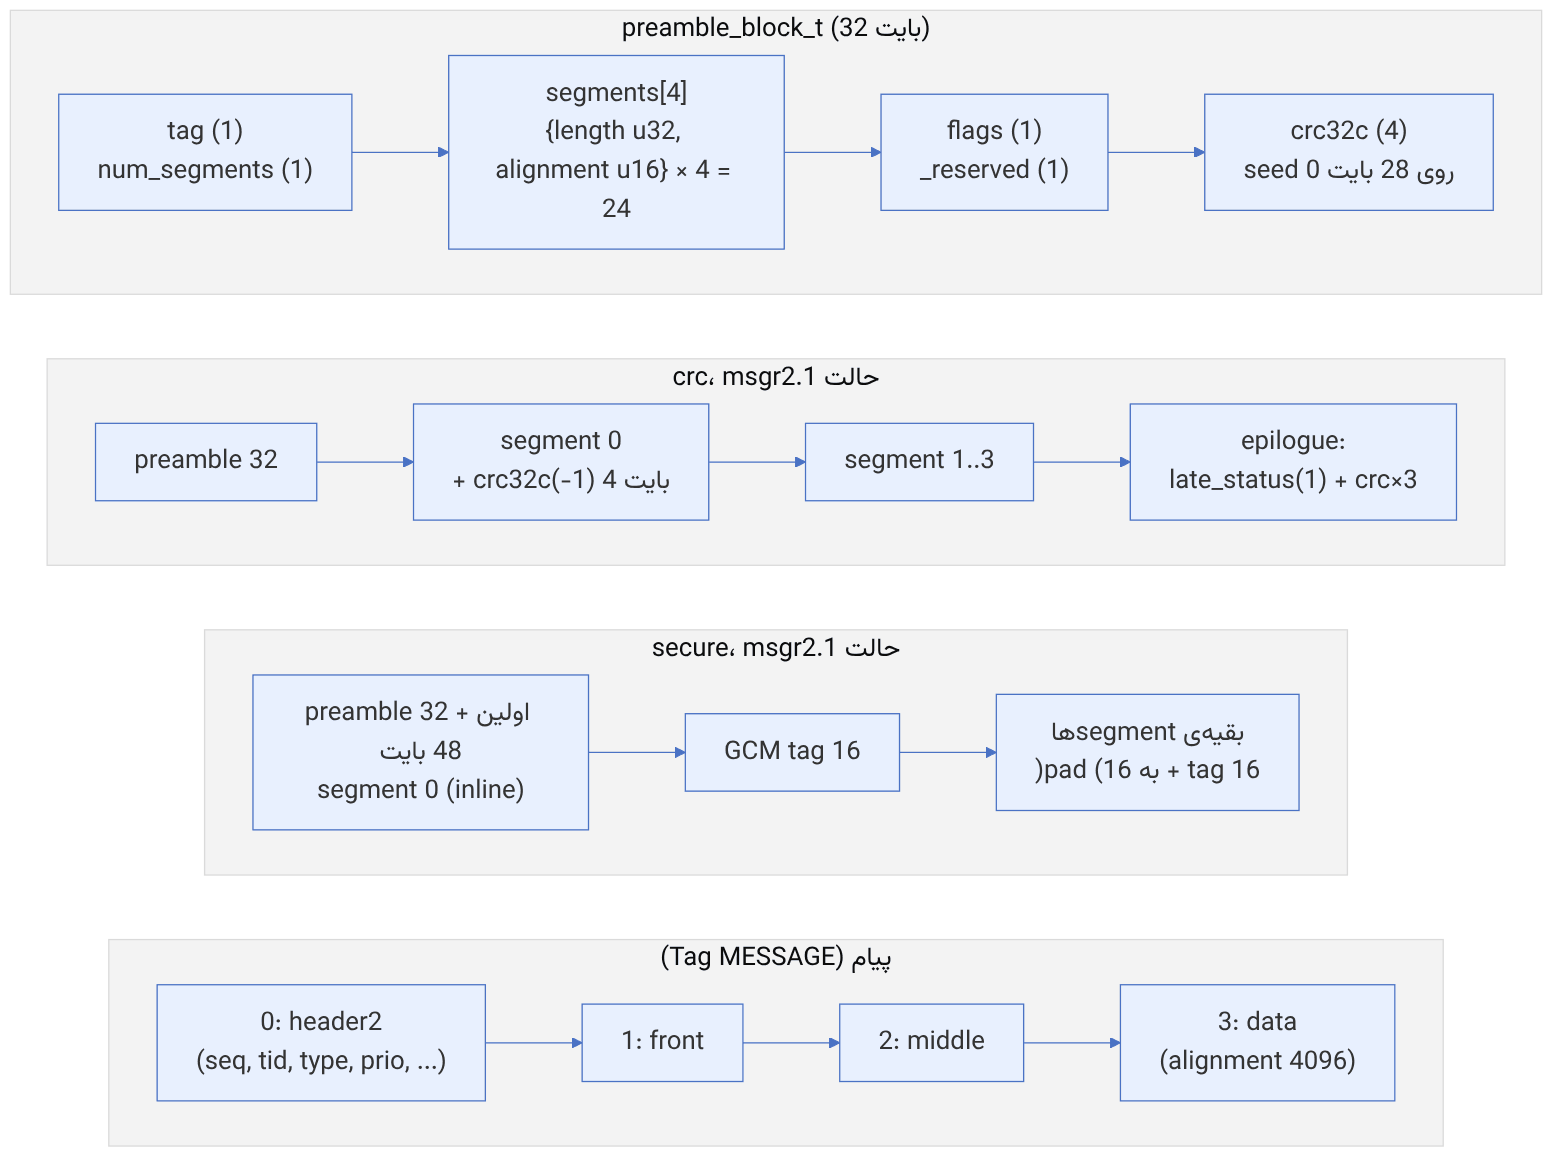 preamble_block_t (32 بایت)
tag (1)
num_segments (1)
segments[4]
{length u32,
alignment u16} × 4 =
24
flags (1)
_reserved (1)
crc32c (4)
seed 0 روی 28 بایت
حالت crc، msgr2.1
preamble 32
segment 0
+ crc32c(-1) 4 بایت
segment 1..3
epilogue:
late_status(1) + crc×3
حالت secure، msgr2.1
preamble 32 + اولین
48 بایت
segment 0 (inline)
GCM tag 16
بقیه‌ی segmentها
(pad به 16) + tag 16
پیام (Tag MESSAGE)
0: header2
(seq, tid, type, prio, ...)
1: front
2: middle
3: data
(alignment 4096)